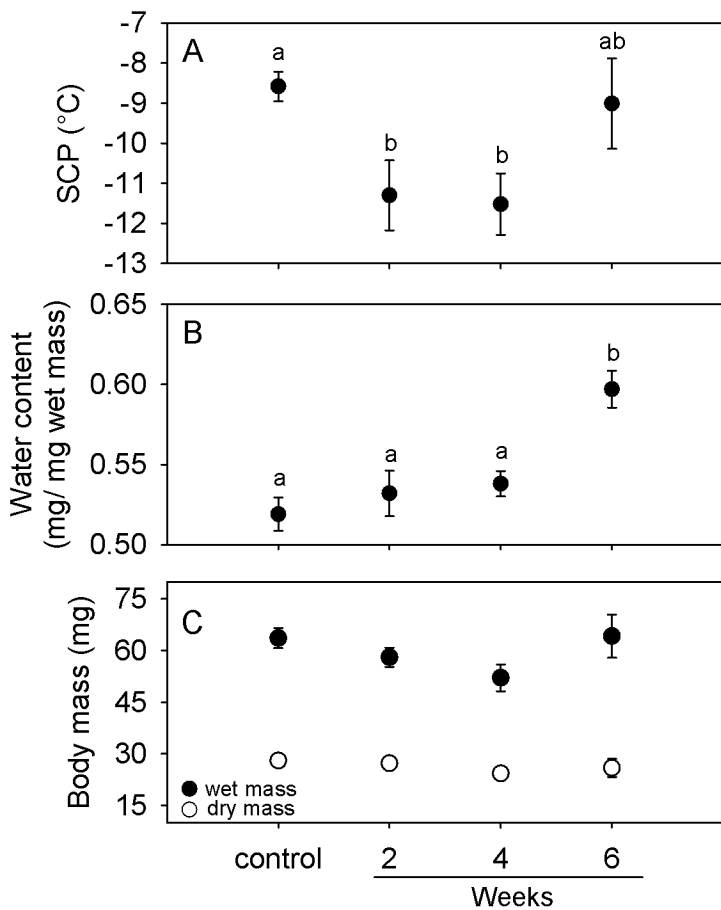 A
SCP (°C)
-7
-8
-9
-10
-11
-12
-13
a
b
b
ab
B
Water content
(mg/ mg wet mass)
0.65
0.60
0.55
0.50
a
a
a
b
C
Body mass (mg)
75
60
45
30
15
wet mass
dry mass
control 2 4 6
Weeks